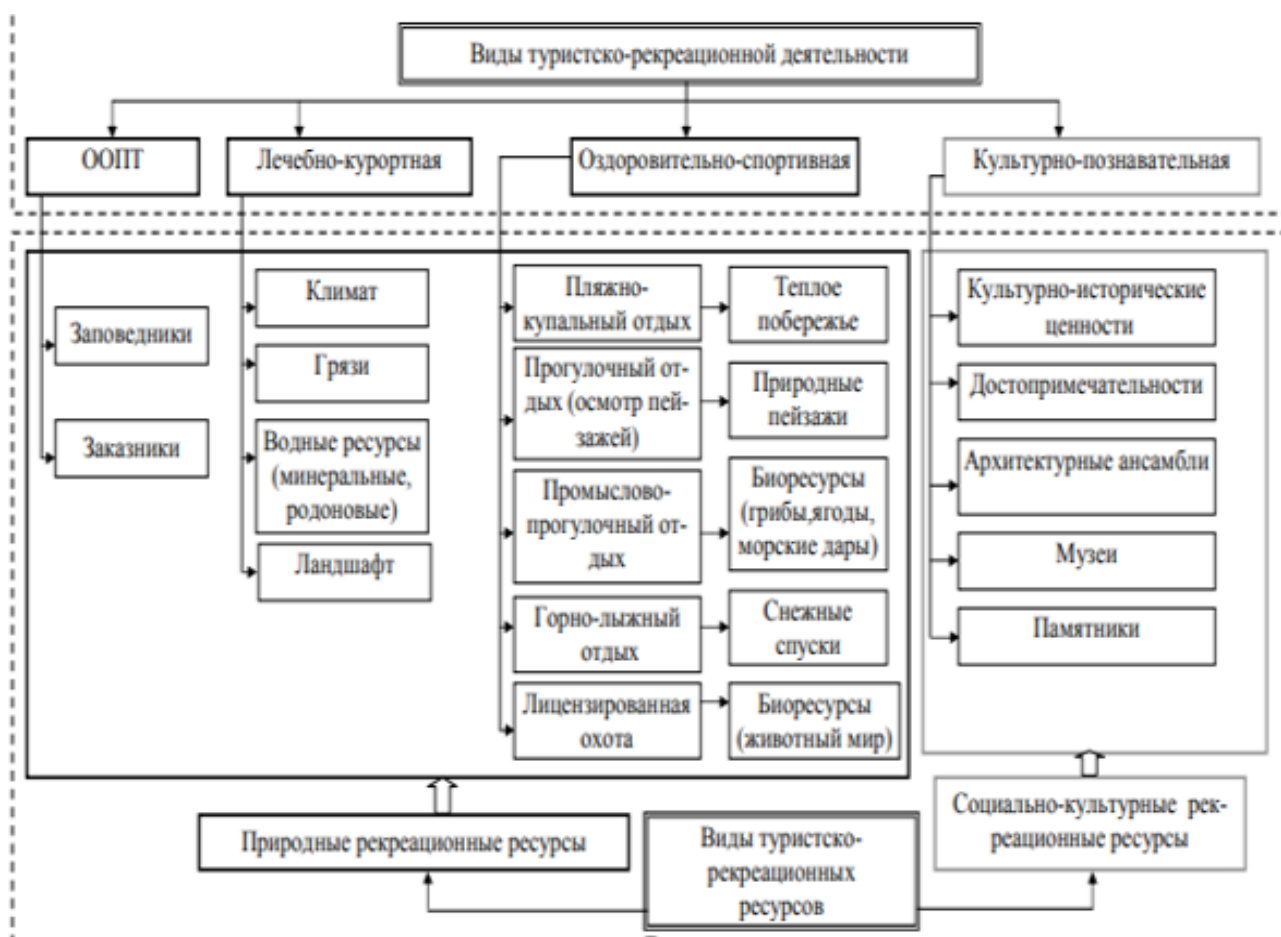 Виды туристско-рекреационной деятельности
ООПТ
Лечебно-курортная
Оздоровительно-спортивная
Культурно-познавательная
Заповедники
Заказники
Климат
Грязи
Водные ресурсы
(минеральные,
родоновые)
Ландшафт
Пляжно-
купальный отдых
Прогулочный от-
дых (осмотр пей-
зажей)
Промыслово-
прогулочный от-
дых
Горно-лыжный
отдых
Лицензированная
охота
Теплое
побережье
Природные
пейзажи
Биоресурсы
(грибы,ягоды,
морские дары)
Снежные
спуски
Биоресурсы
(животный мир)
Культурно-исторические
ценности
Достопримечательности
Архитектурные ансамбли
Музеи
Памятники
Природные рекреационные ресурсы
Виды туристско-
рекреационных
ресурсов
Социально-культурные рек-
реационные ресурсы